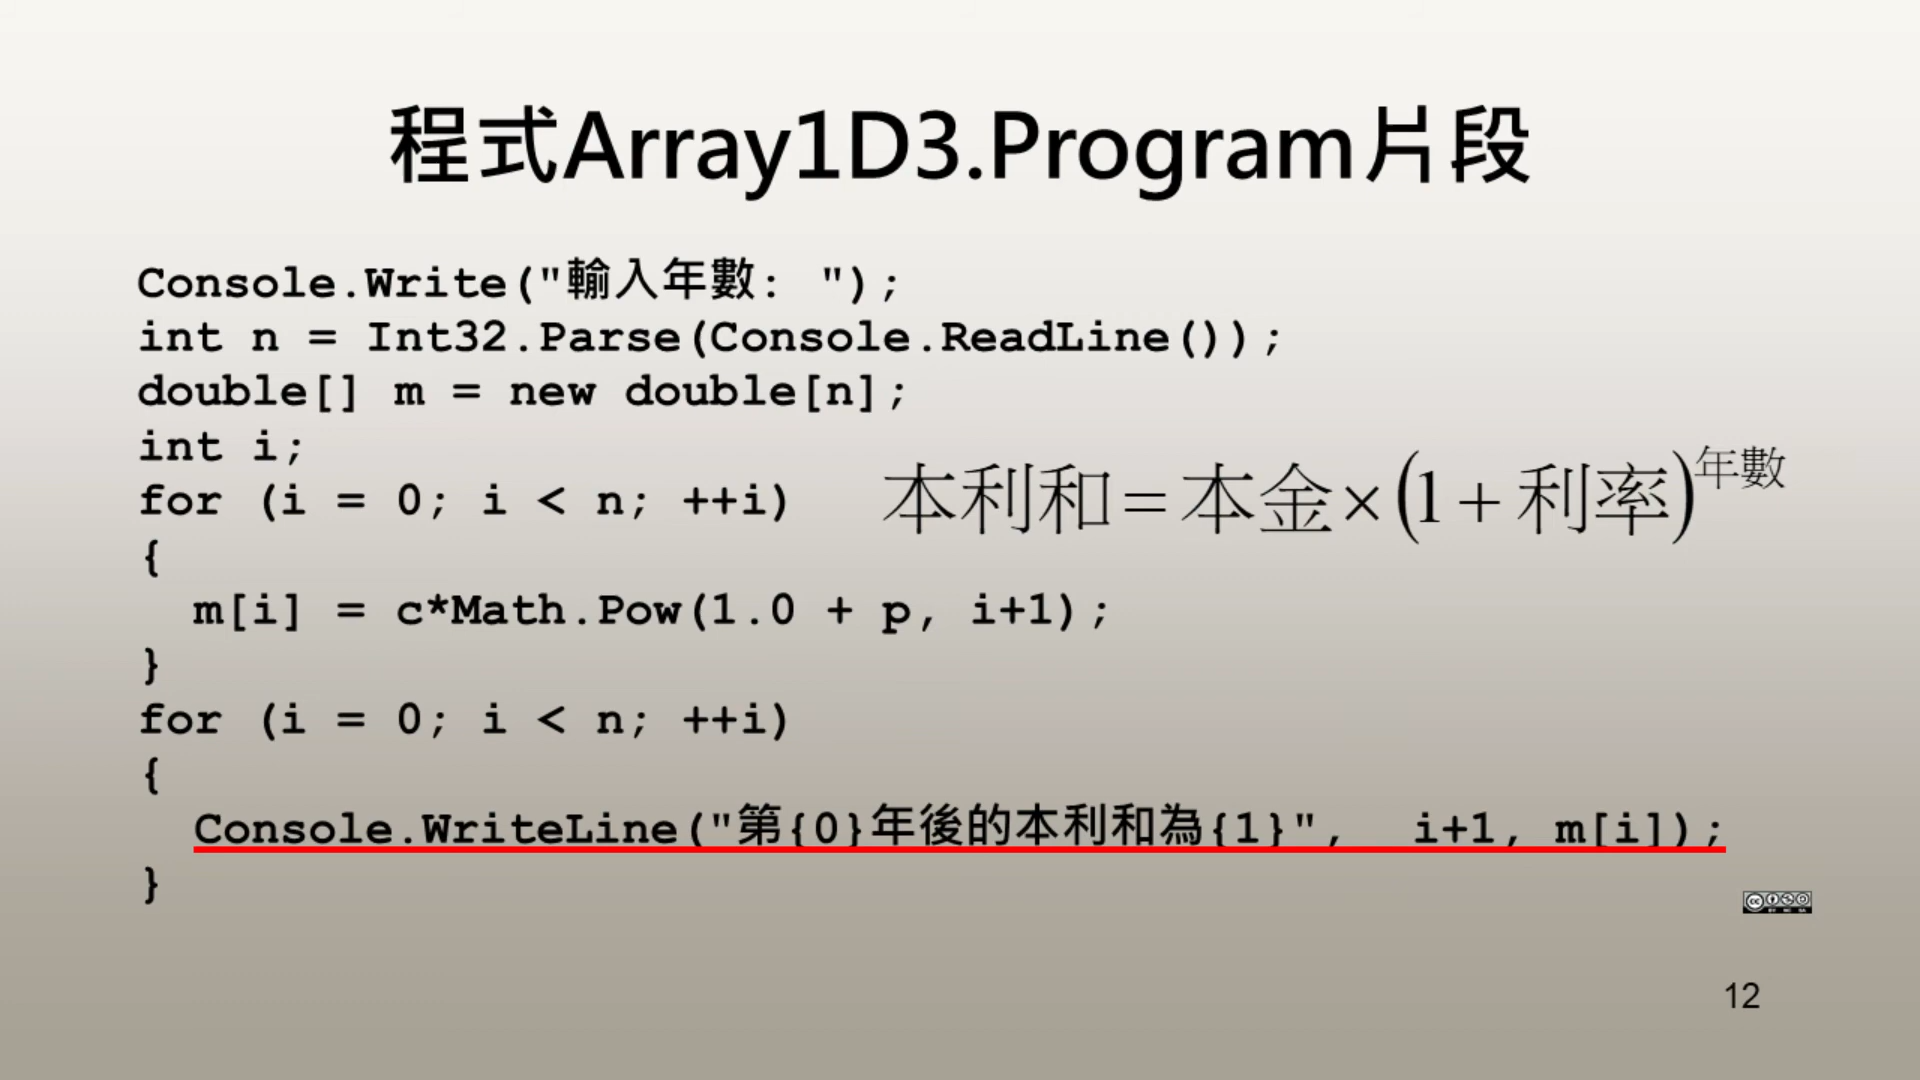 程式Array1D3.Program片段
Console.Write("輸入年數: ");
int n = Int32.Parse(Console.ReadLine());
double[] m = new double[n];
int i;
for (i = 0; i < n; ++i)
本利和=本金×(1+利率)年數
{
m[i] = c*Math.Pow(1.0 + p, i+1);
}
for (i = 0; i < n; ++i)
{
Console.WriteLine("第{0}年後的本利和為{1}", i+1, m[i]);
}
12